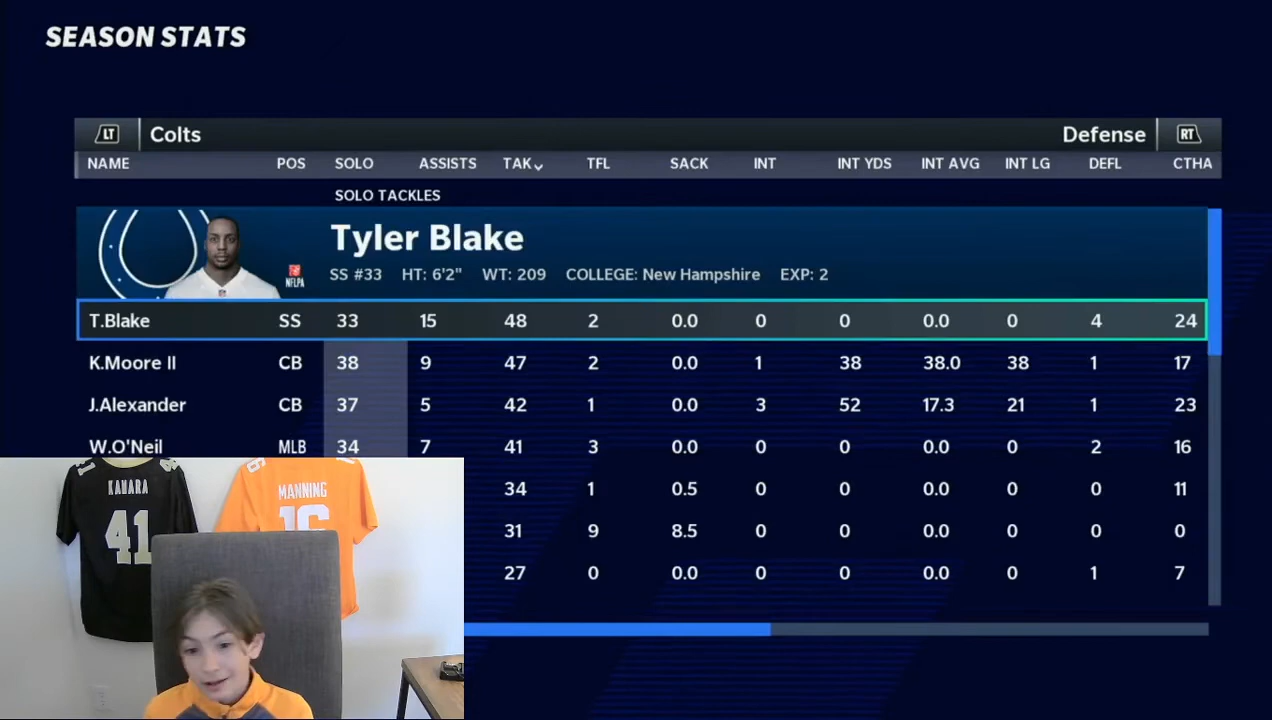 SEASON STATS
LT Colts Defense RT
NAME POS SOLO ASSISTS TAK TFL SACK INT INT YDS INT AVG INT LG DEFL CTHA
SOLO TACKLES
Tyler Blake
NFLPA
SS #33 HT: 6'2" WT: 209 COLLEGE: New Hampshire EXP: 2
T.Blake SS 33 15 48 2 0.0 0 0 0.0 0 4 24
K.Moore II CB 38 9 47 2 0.0 1 38 38.0 38 1 17
J.Alexander CB 37 5 42 1 0.0 3 52 17.3 21 1 23
W.O'Neil MLB 34 7 41 3 0.0 0 0 0.0 0 2 16
34 1 0.5 0 0 0.0 0 0 11
31 9 8.5 0 0 0.0 0 0 0
27 0 0.0 0 0 0.0 0 1 7
41
KAMARA
41
16
MANNING
16